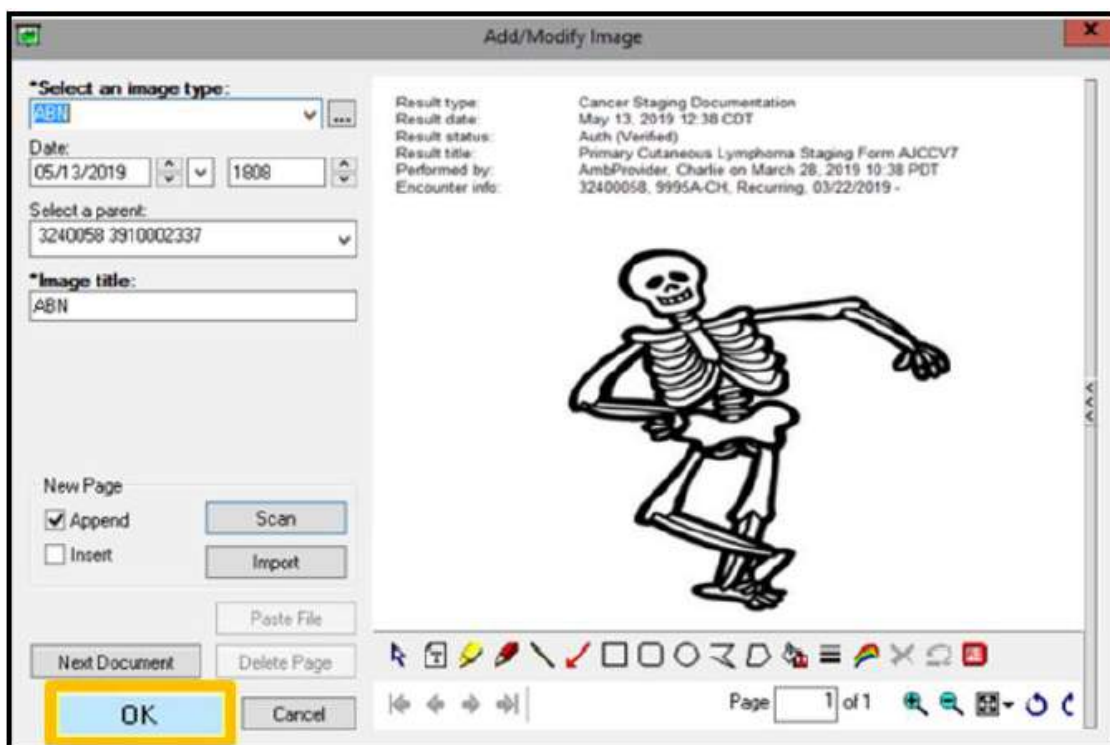 Add/Modify Image
X
*Select an image type:
ABN
...
Date:
05/13/2019
1808
Select a parent:
3240058 3910002337
*Image title:
ABN
New Page
Append
Scan
Insert
Import
Paste File
Next Document
Delete Page
OK
Cancel
Result type: Cancer Staging Documentation
Result date: May 13, 2019 12:38 CDT
Result status: Auth (Verified)
Result title: Primary Cutaneous Lymphoma Staging Form AJCCV7
Performed by: AmbProvider, Charlie on March 28, 2019 10:38 PDT
Encounter info: 32400058, 9995A-CH, Recurring, 03/22/2019 -
Page 1 of 1